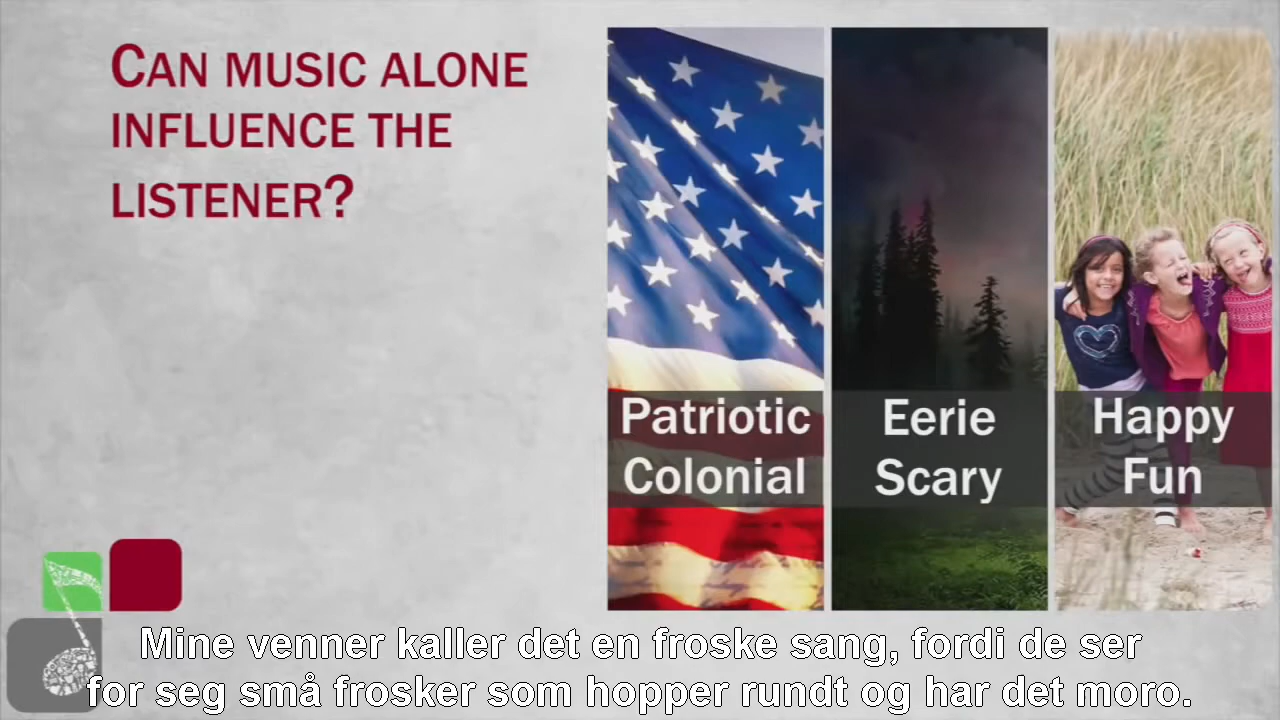 CAN MUSIC ALONE
INFLUENCE THE
LISTENER?
Patriotic
Colonial
Eerie
Scary
Happy
Fun
Mine venner kaller det en froske sang, fordi de ser
for seg små frosker som hopper rundt og har det moro.